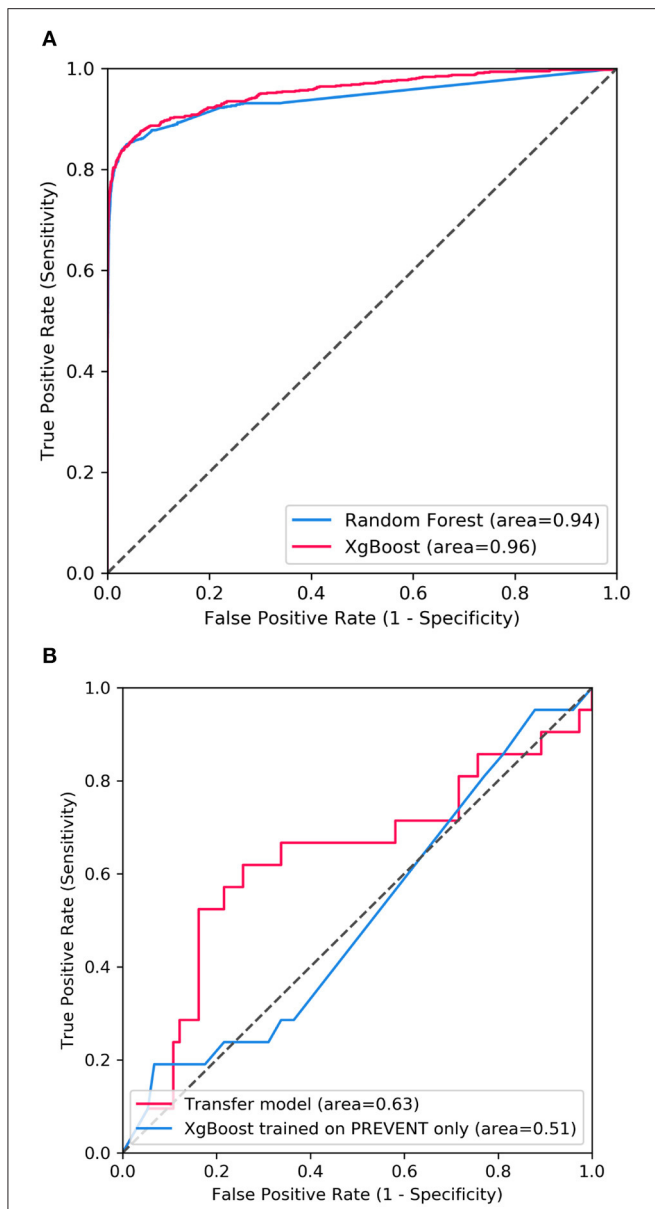 A
1.0
0.8
0.6
0.4
0.2
0.0
True Positive Rate (Sensitivity)
Random Forest (area=0.94)
XgBoost (area=0.96)
0.0 0.2 0.4 0.6 0.8 1.0
False Positive Rate (1 - Specificity)
B
1.0
0.8
0.6
0.4
0.2
0.0
True Positive Rate (Sensitivity)
Transfer model (area=0.63)
XgBoost trained on PREVENT only (area=0.51)
0.0 0.2 0.4 0.6 0.8 1.0
False Positive Rate (1 - Specificity)